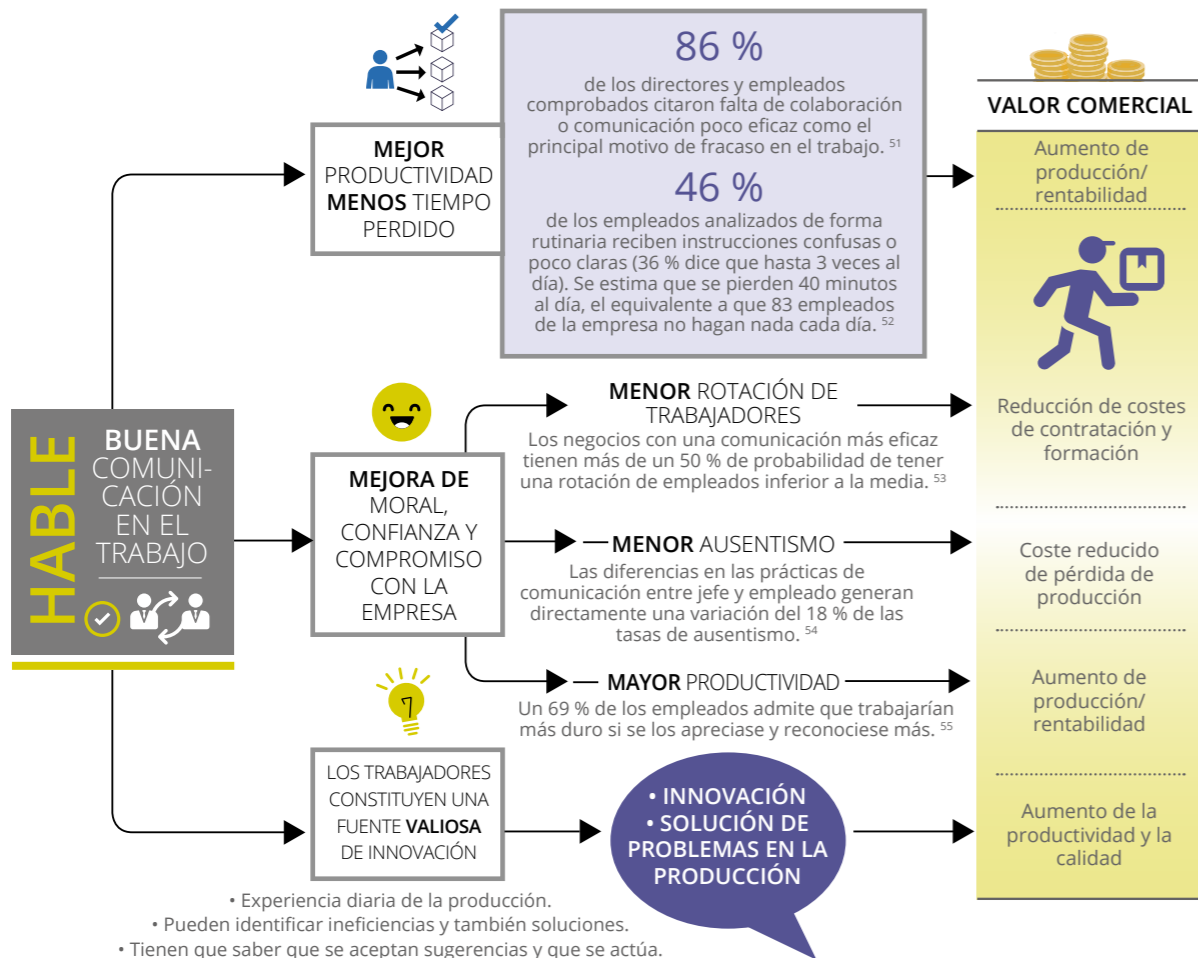 HABLE
BUENA
COMUNI-
CACIÓN
EN EL
TRABAJO
MEJOR
PRODUCTIVIDAD
MENOS TIEMPO
PERDIDO
86 %
de los directores y empleados
comprobados citaron falta de colaboración
o comunicación poco eficaz como el
principal motivo de fracaso en el trabajo. 51
46 %
de los empleados analizados de forma
rutinaria reciben instrucciones confusas o
poco claras (36 % dice que hasta 3 veces al
día). Se estima que se pierden 40 minutos
al día, el equivalente a que 83 empleados
de la empresa no hagan nada cada día. 52
MEJORA DE
MORAL,
CONFIANZA Y
COMPROMISO
CON LA
EMPRESA
MENOR ROTACIÓN DE
TRABAJADORES
Los negocios con una comunicación más eficaz
tienen más de un 50 % de probabilidad de tener
una rotación de empleados inferior a la media. 53
MENOR AUSENTISMO
Las diferencias en las prácticas de
comunicación entre jefe y empleado generan
directamente una variación del 18 % de las
tasas de ausentismo. 54
MAYOR PRODUCTIVIDAD
Un 69 % de los empleados admite que trabajarían
más duro si se los apreciase y reconociese más. 55
LOS TRABAJADORES
CONSTITUYEN UNA
FUENTE VALIOSA
DE INNOVACIÓN
• INNOVACIÓN
• SOLUCIÓN DE
PROBLEMAS EN LA
PRODUCCIÓN
• Experiencia diaria de la producción.
• Pueden identificar ineficiencias y también soluciones.
• Tienen que saber que se aceptan sugerencias y que se actúa.
VALOR COMERCIAL
Aumento de
producción/
rentabilidad
Reducción de costes
de contratación y
formación
Coste reducido
de pérdida de
producción
Aumento de
producción/
rentabilidad
Aumento de la
productividad y la
calidad